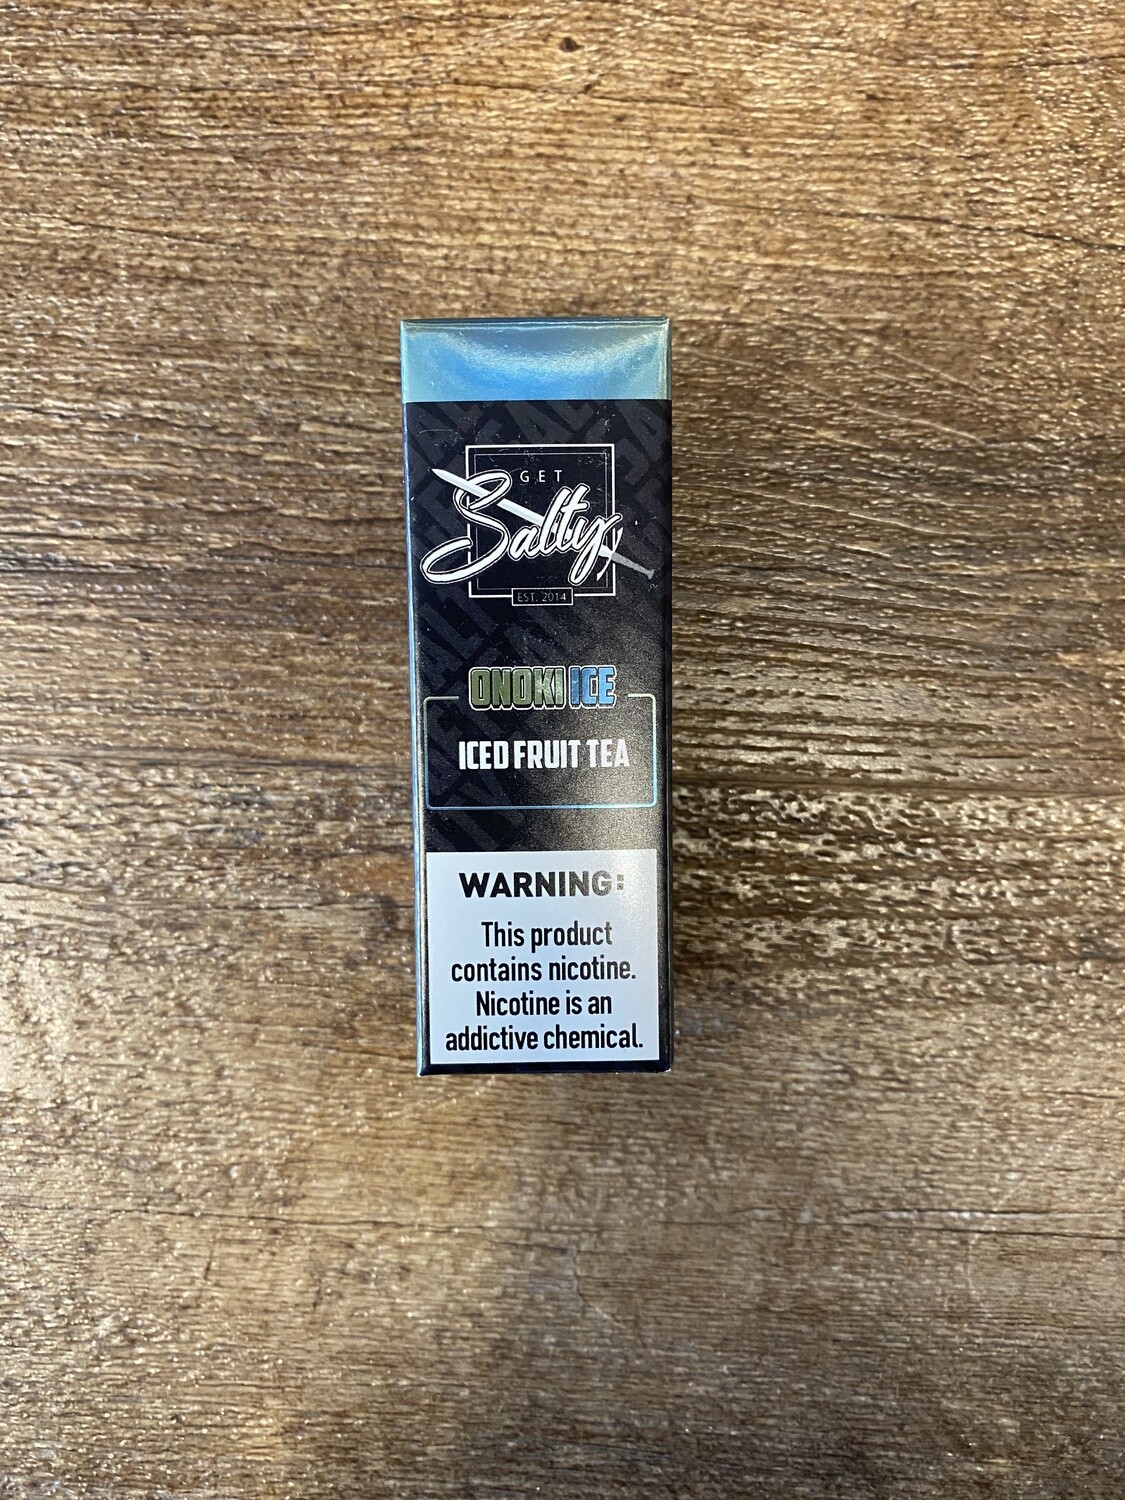 GET
Salty
EST. 2014
ONOKI ICE
ICED FRUIT TEA
WARNING:
This product
contains nicotine.
Nicotine is an
addictive chemical.